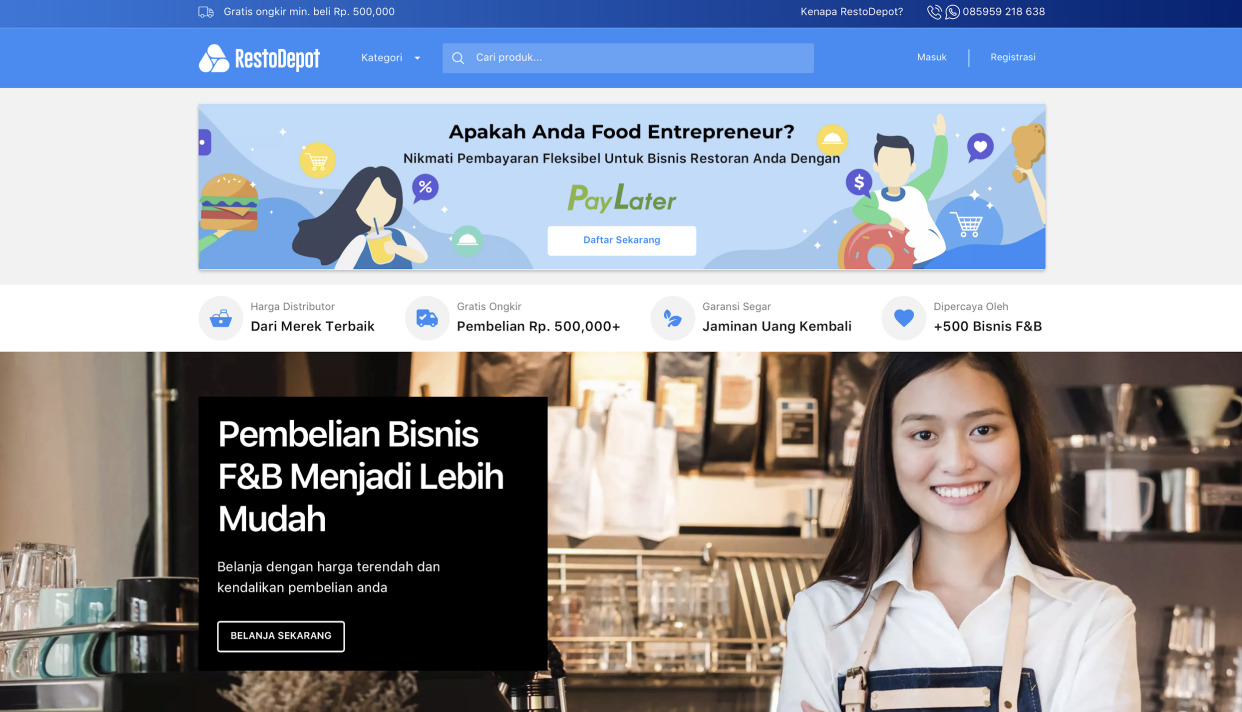 Gratis ongkir min. beli Rp. 500,000
Kenapa RestoDepot?
085959 218 638
RestoDepot
Kategori
Cari produk...
Masuk
Registrasi
Apakah Anda Food Entrepreneur?
Nikmati Pembayaran Fleksibel Untuk Bisnis Restoran Anda Dengan
%
$
PayLater
Daftar Sekarang
Harga Distributor
Dari Merek Terbaik
Gratis Ongkir
Pembelian Rp. 500,000+
Garansi Segar
Jaminan Uang Kembali
Dipercaya Oleh
+500 Bisnis F&B
Pembelian Bisnis
F&B Menjadi Lebih
Mudah
Belanja dengan harga terendah dan
kendalikan pembelian anda
BELANJA SEKARANG